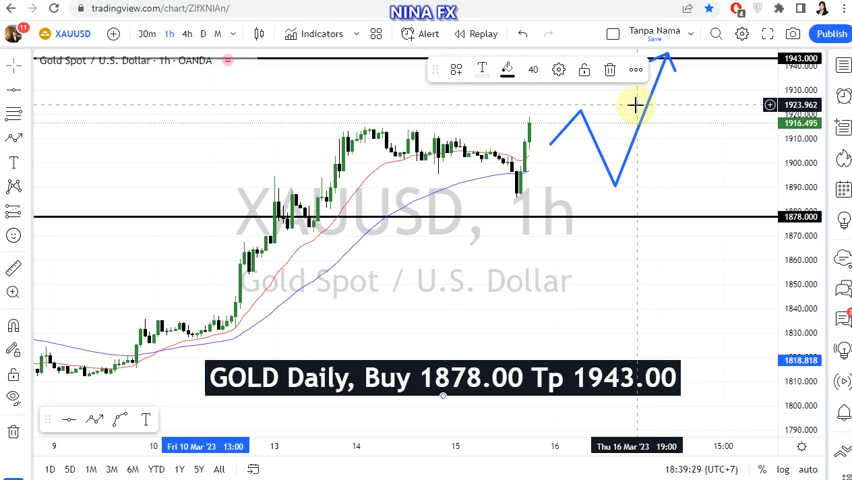 NINA FX
tradingview.com/chart/ZIfXNIAn/
11
XAUUSD
30m 1h 4h D W M
Indicators
Alert
Replay
Tanpa Nama
Save
Publish
Gold Spot / U.S. Dollar · 1h · OANDA
40
XAUUSD, 1h
Gold Spot / U.S. Dollar
GOLD Daily, Buy 1878.00 Tp 1943.00
1943.000
1940.000
1930.000
1923.962
1920.000
1916.495
1910.000
1900.000
1890.000
1878.000
1870.000
1860.000
1850.000
1840.000
1830.000
1818.818
1810.000
1800.000
1790.000
9
10
Fri 10 Mar '23 13:00
13
14
15
16
Thu 16 Mar '23 19:00
15:00
1D 5D 1M 3M 6M YTD 1Y 5Y All
18:39:29 (UTC+7)
% log auto